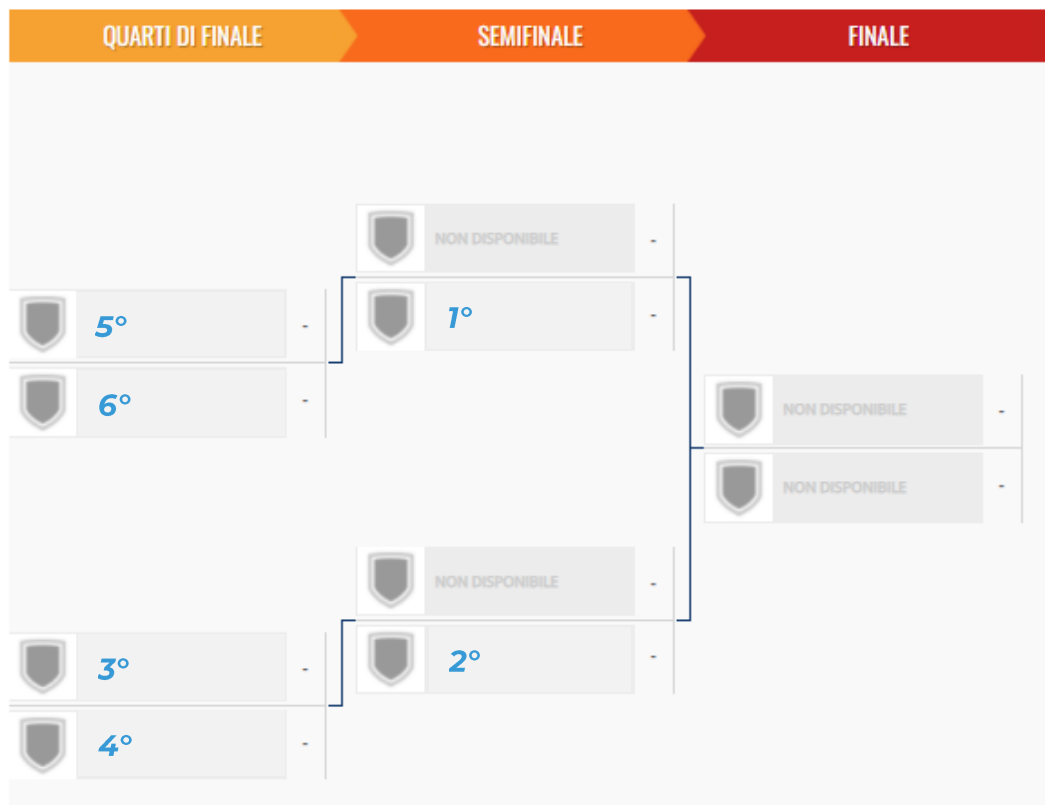 QUARTI DI FINALE
SEMIFINALE
FINALE
NON DISPONIBILE -
1° -
5° -
6° -
NON DISPONIBILE -
NON DISPONIBILE -
NON DISPONIBILE -
2° -
3° -
4° -